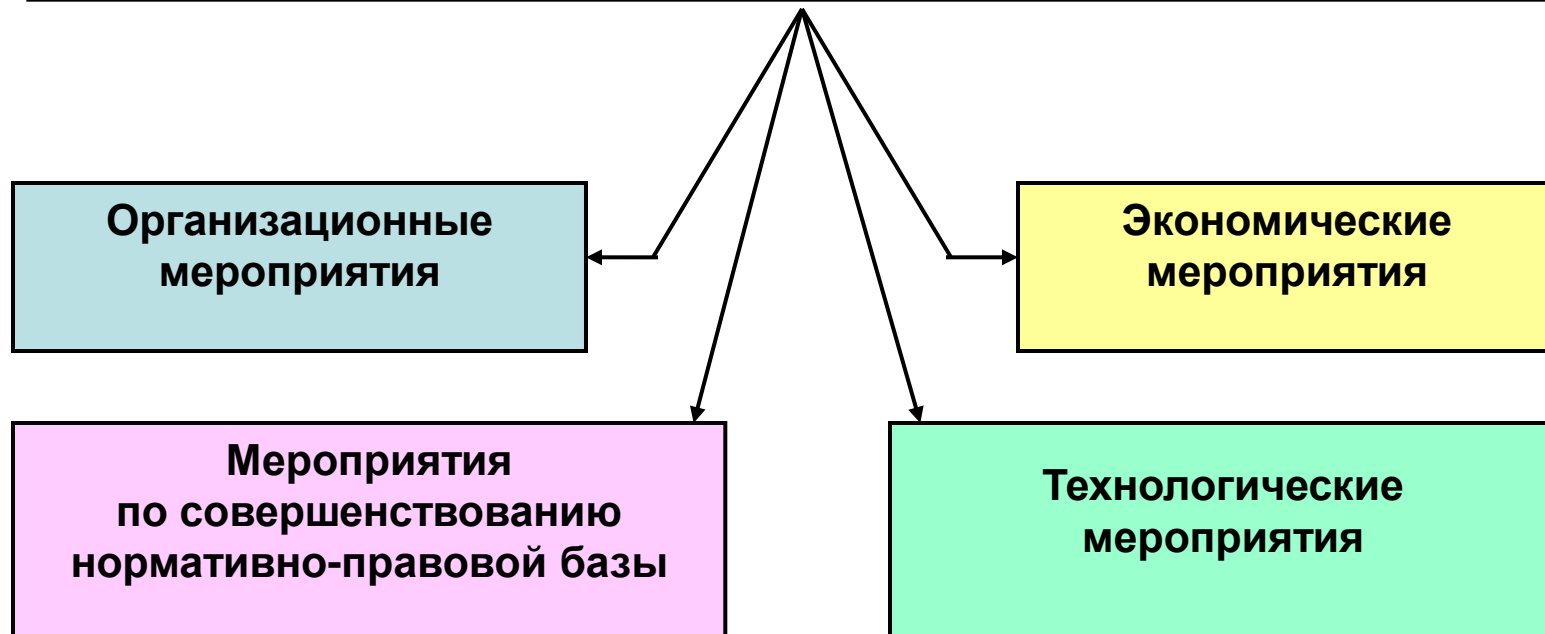 Организационные
мероприятия
Экономические
мероприятия
Мероприятия
по совершенствованию
нормативно-правовой базы
Технологические
мероприятия